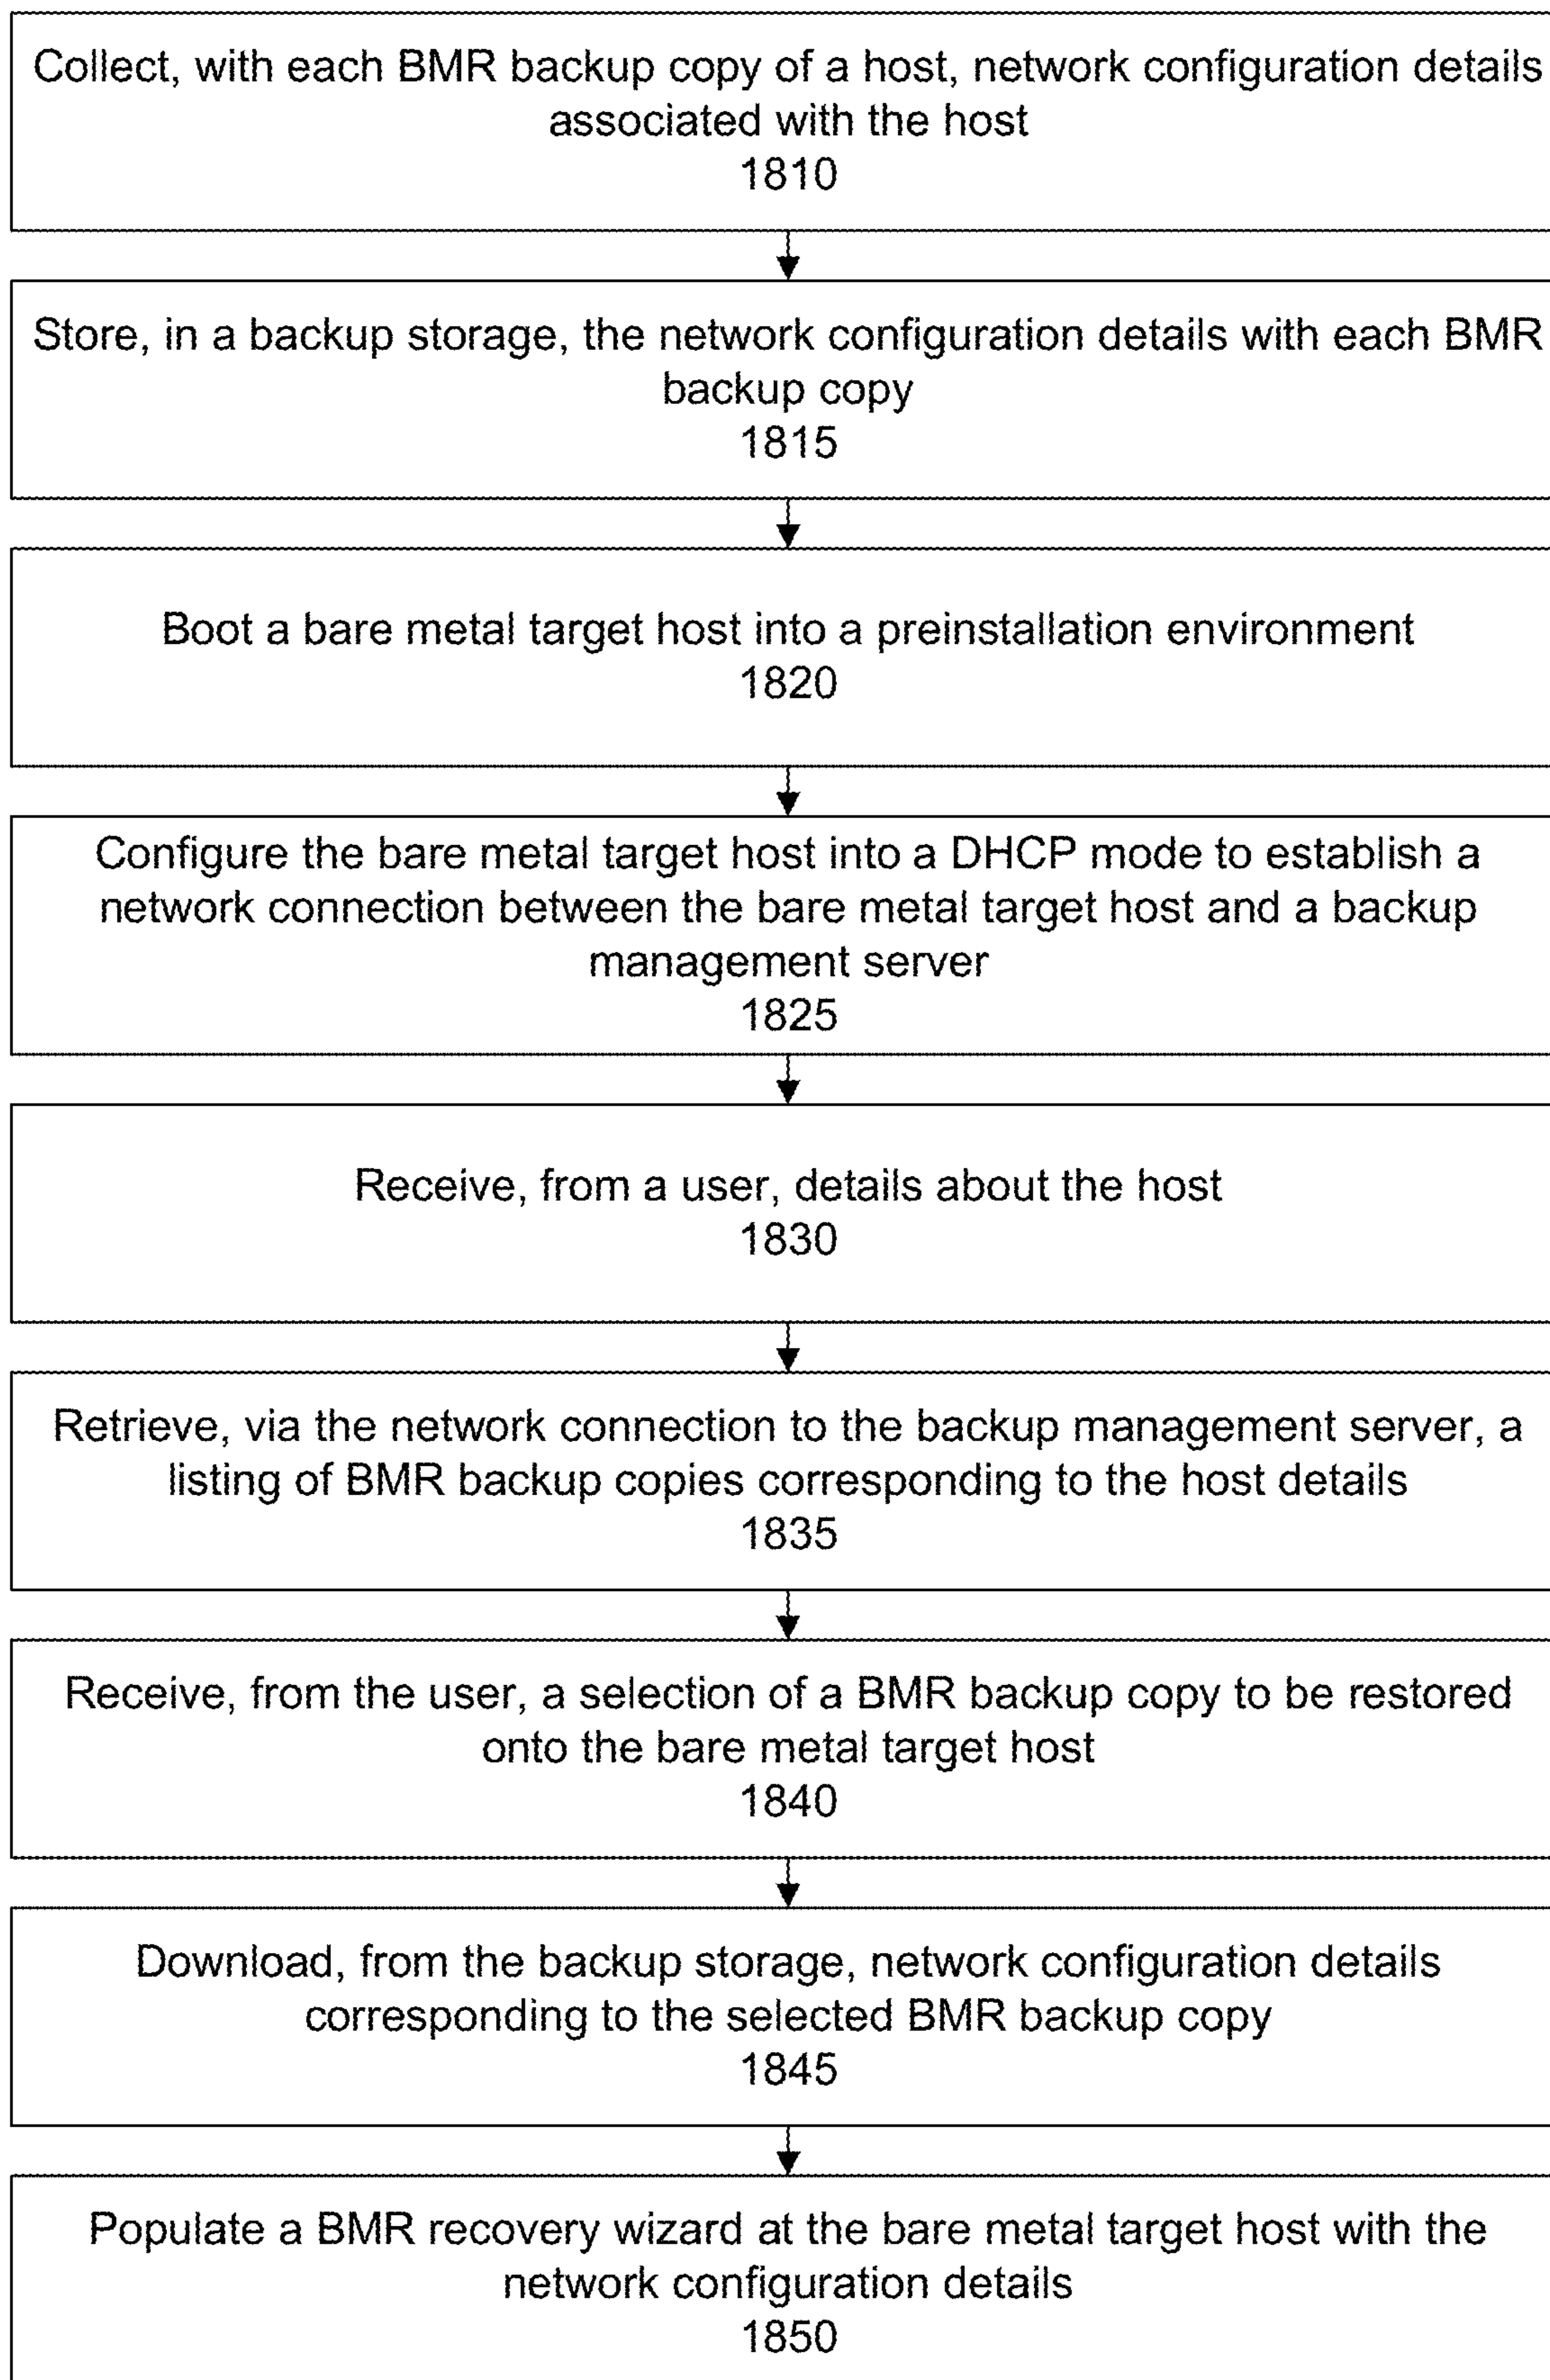 Collect, with each BMR backup copy of a host, network configuration details
associated with the host
1810
Store, in a backup storage, the network configuration details with each BMR
backup copy
1815
Boot a bare metal target host into a preinstallation environment
1820
Configure the bare metal target host into a DHCP mode to establish a
network connection between the bare metal target host and a backup
management server
1825
Receive, from a user, details about the host
1830
Retrieve, via the network connection to the backup management server, a
listing of BMR backup copies corresponding to the host details
1835
Receive, from the user, a selection of a BMR backup copy to be restored
onto the bare metal target host
1840
Download, from the backup storage, network configuration details
corresponding to the selected BMR backup copy
1845
Populate a BMR recovery wizard at the bare metal target host with the
network configuration details
1850